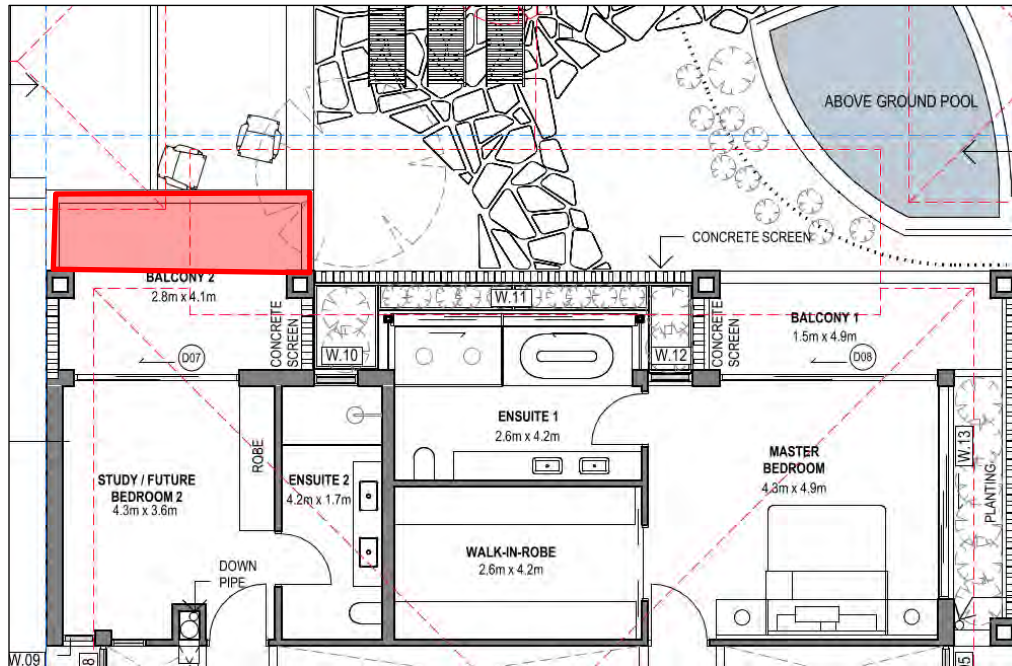 ABOVE GROUND POOL
CONCRETE SCREEN
BALCONY 2
2.8m x 4.1m
W.11
BALCONY 1
1.5m x 4.9m
CONCRETE
SCREEN
CONCRETE
SCREEN
D07
W.10
W.12
D08
ENSUITE 1
2.6m x 4.2m
ROBE
STUDY / FUTURE
BEDROOM 2
4.3m x 3.6m
ENSUITE 2
4.2m x 1.7m
MASTER
BEDROOM
4.3m x 4.9m
W.13
PLANTING
WALK-IN-ROBE
2.6m x 4.2m
DOWN
PIPE
W.09